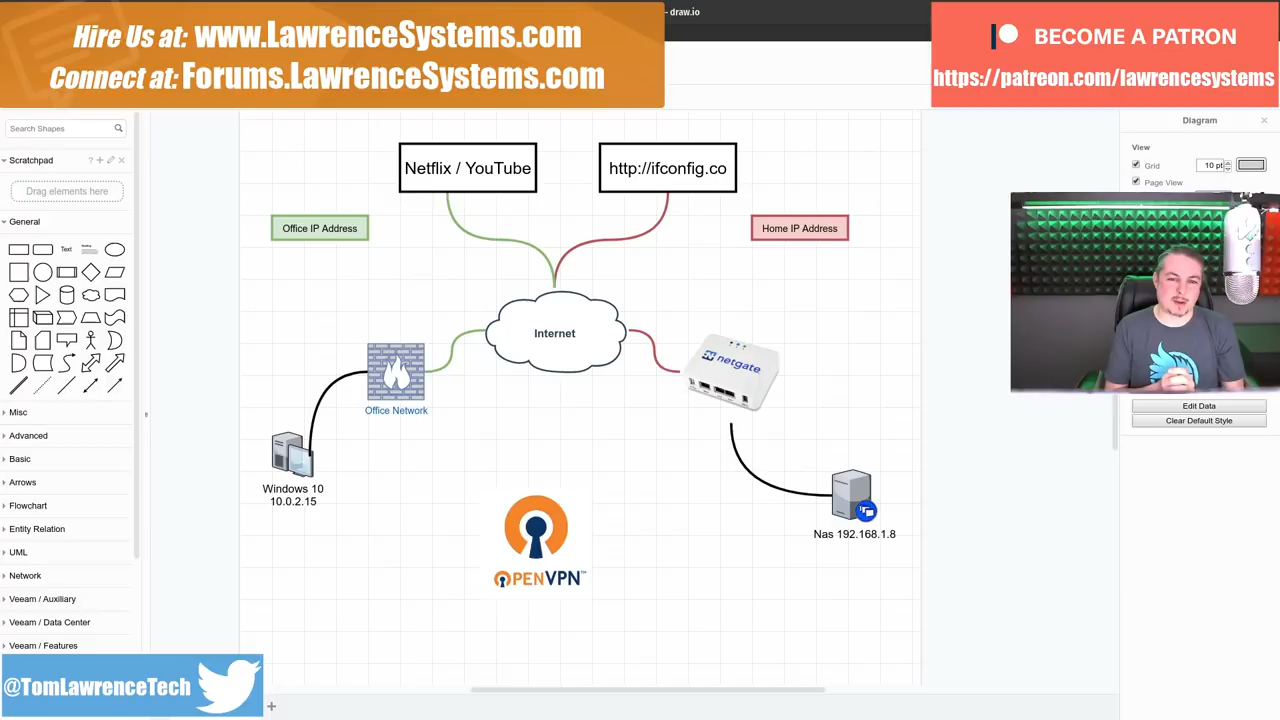 - draw.io
Hire Us at: www.LawrenceSystems.com
Connect at: Forums.LawrenceSystems.com
BECOME A PATRON
https://patreon.com/lawrencesystems
Search Shapes
Scratchpad
Drag elements here
General
Text
Misc
Advanced
Basic
Arrows
Flowchart
Entity Relation
UML
Network
Veeam / Auxiliary
Veeam / Data Center
Veeam / Features
@TomLawrenceTech
Netflix / YouTube
http://ifconfig.co
Office IP Address
Home IP Address
Internet
netgate
Office Network
Windows 10
10.0.2.15
OPENVPN™
Nas 192.168.1.8
Diagram
View
Grid
10 pt
Page View
Edit Data
Clear Default Style